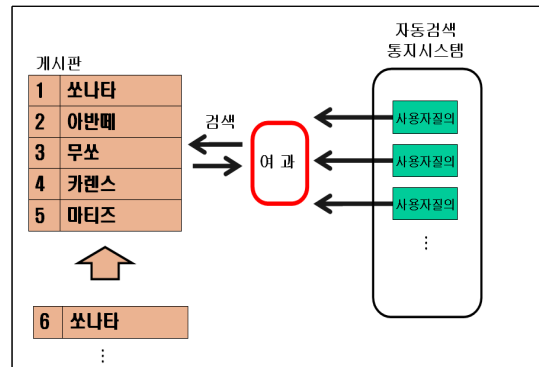 자동검색
통지시스템
게시판
1 쏘나타
2 아반떼
3 무쏘
4 카렌스
5 마티즈
검색
여 과
사용자질의
사용자질의
사용자질의
⋮
6 쏘나타
⋮